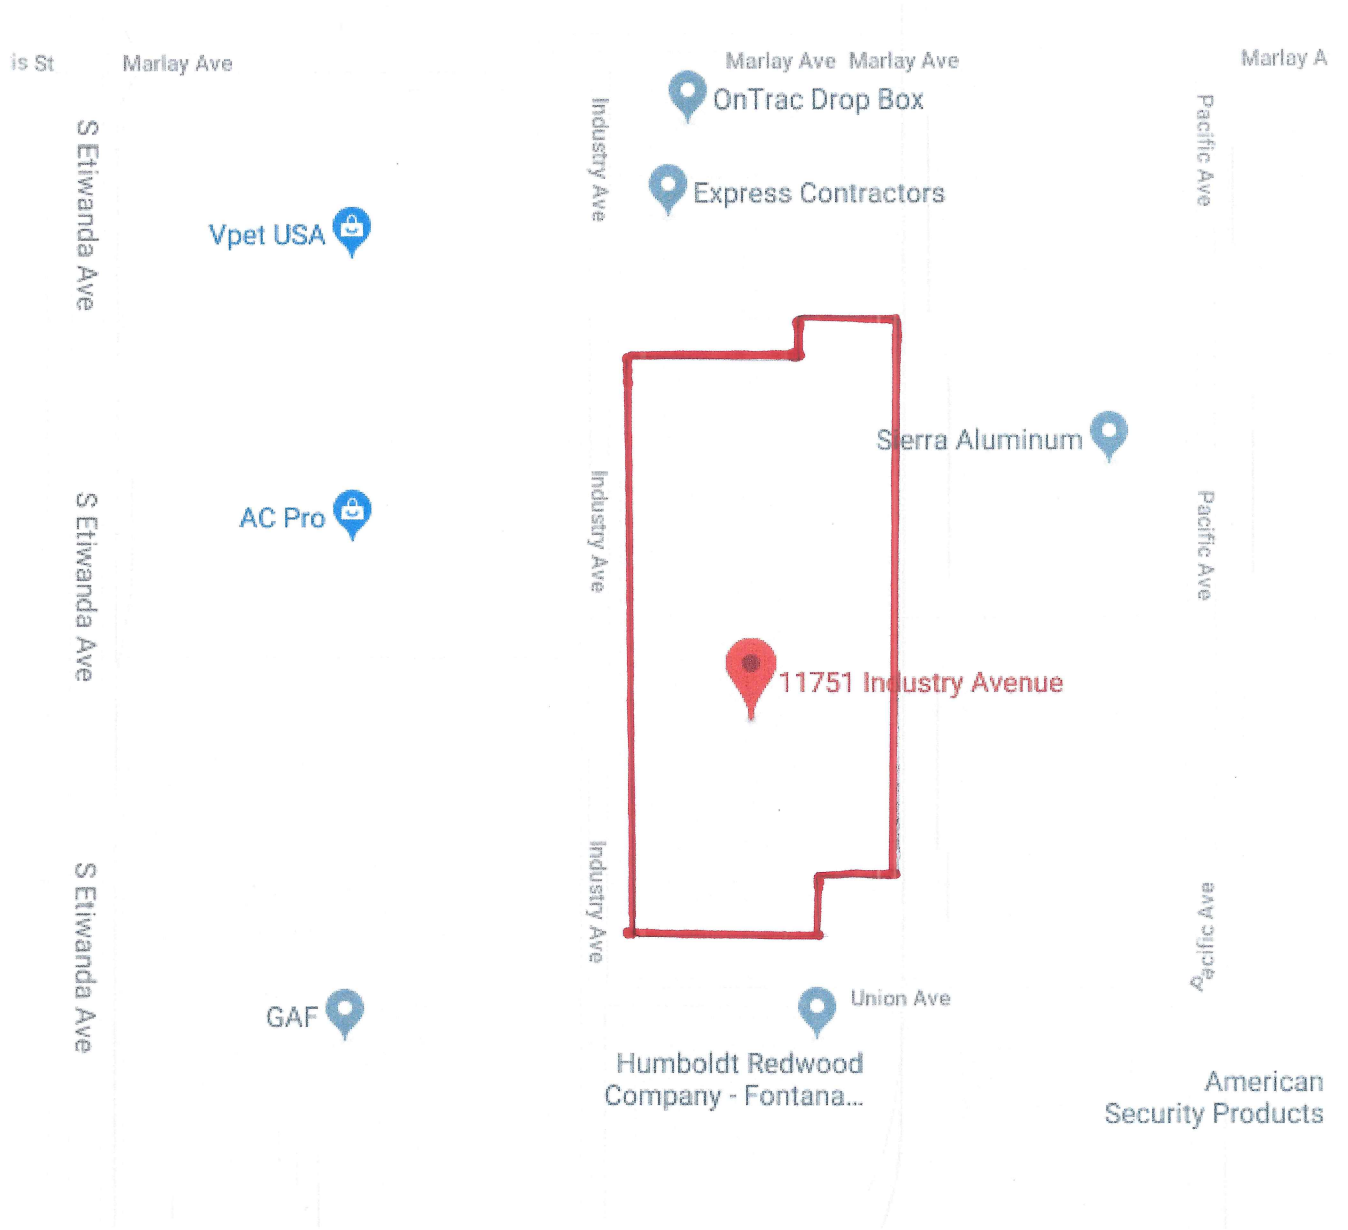 is St
Marlay Ave
Marlay Ave Marlay Ave
Marlay A
OnTrac Drop Box
Industry Ave
Pacific Ave
S Etiwanda Ave
Express Contractors
Vpet USA
Sierra Aluminum
Industry Ave
Pacific Ave
S Etiwanda Ave
AC Pro
11751 Industry Avenue
Industry Ave
Pacific Ave
S Etiwanda Ave
GAF
Union Ave
Humboldt Redwood
Company - Fontana...
American
Security Products